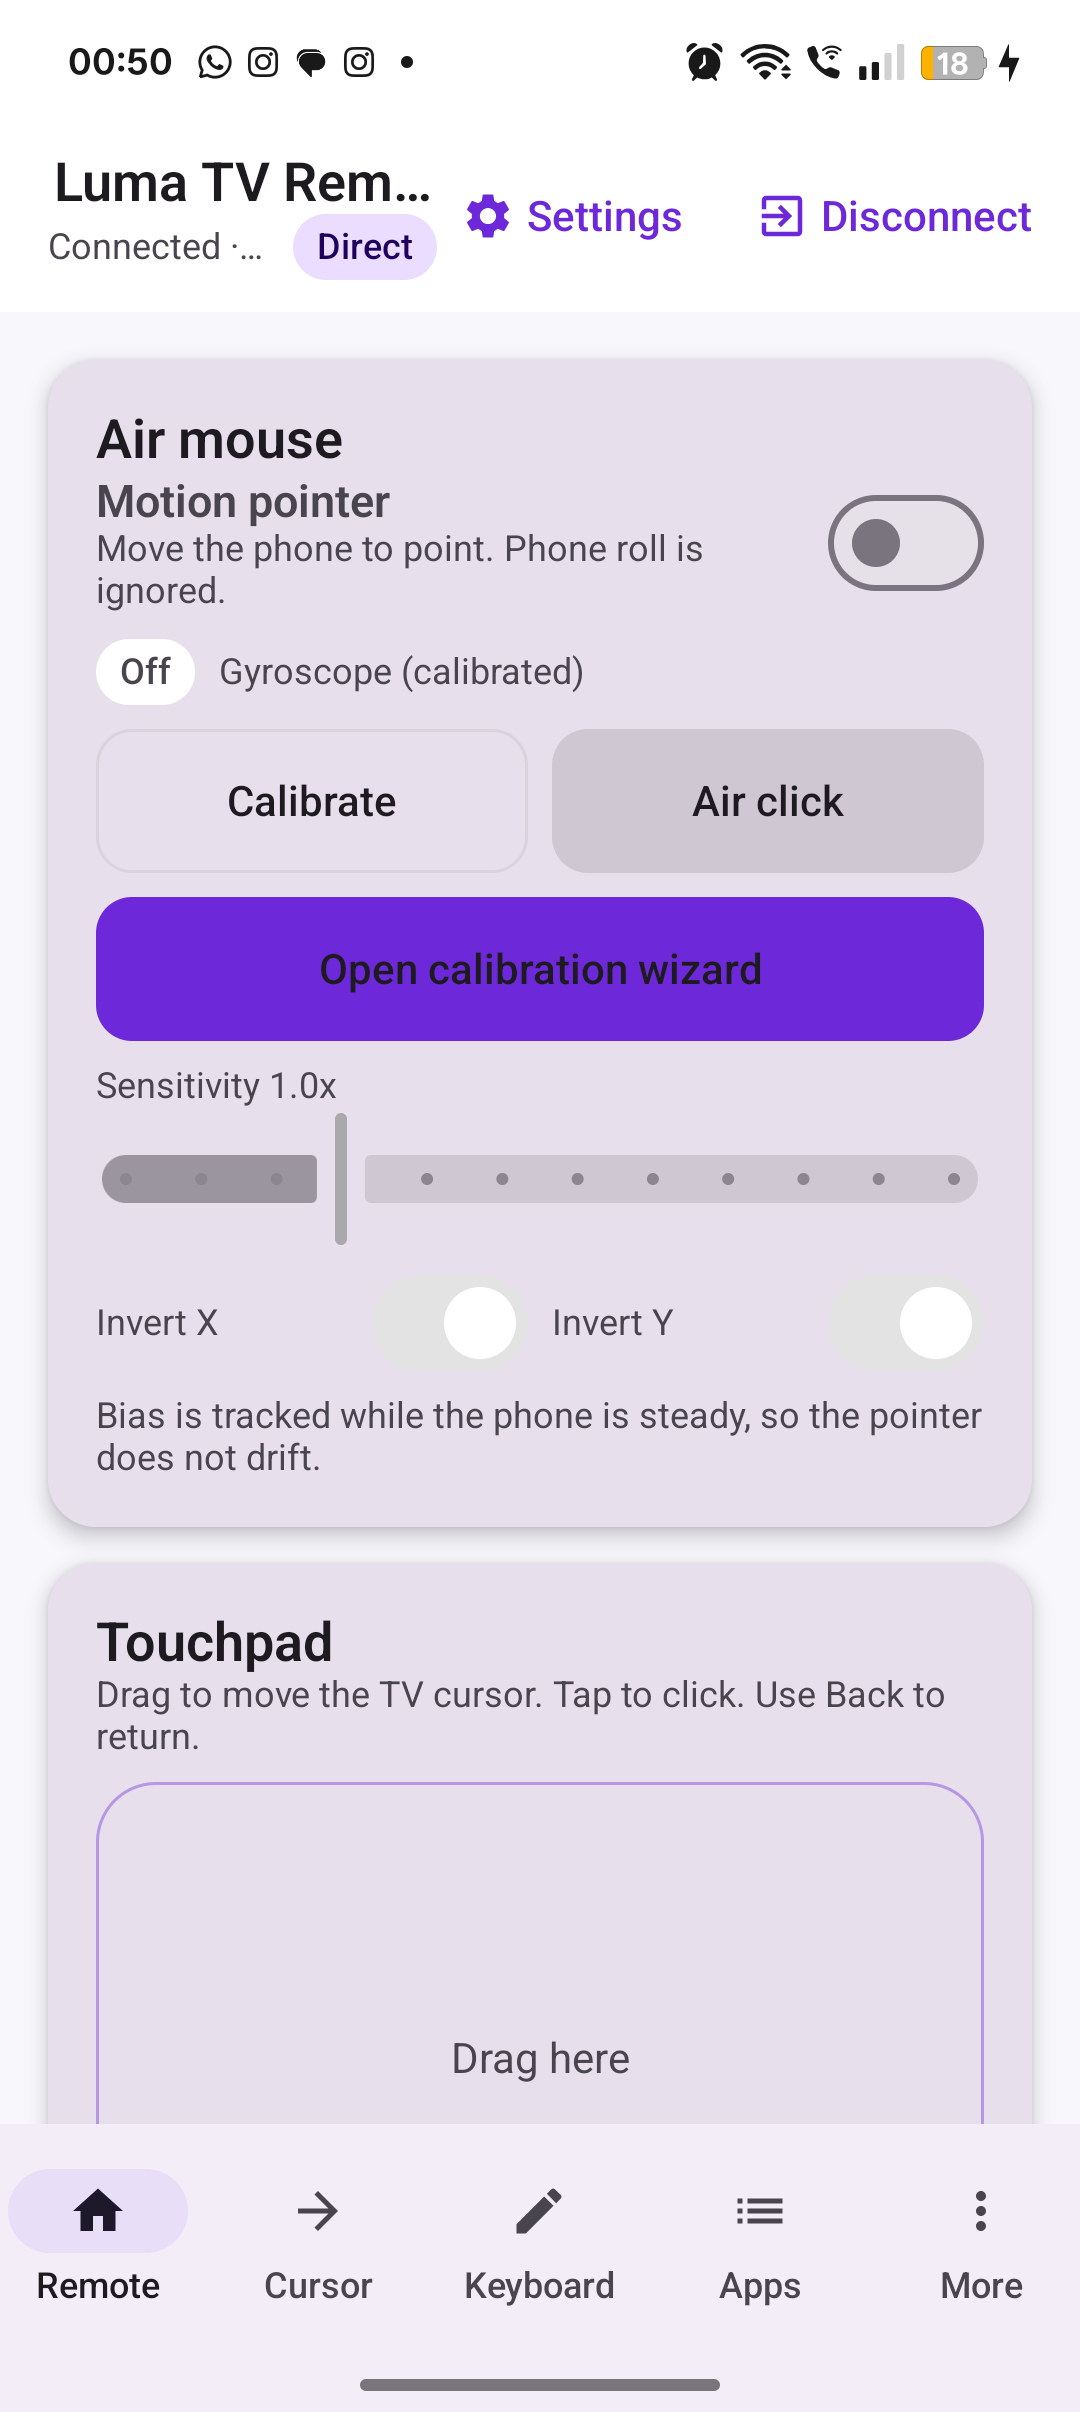 00:50
18
Luma TV Rem…
Connected ·…
Direct
Settings
Disconnect
Air mouse
Motion pointer
Move the phone to point. Phone roll is
ignored.
Off
Gyroscope (calibrated)
Calibrate
Air click
Open calibration wizard
Sensitivity 1.0x
Invert X
Invert Y
Bias is tracked while the phone is steady, so the pointer
does not drift.
Touchpad
Drag to move the TV cursor. Tap to click. Use Back to
return.
Drag here
Remote
Cursor
Keyboard
Apps
More